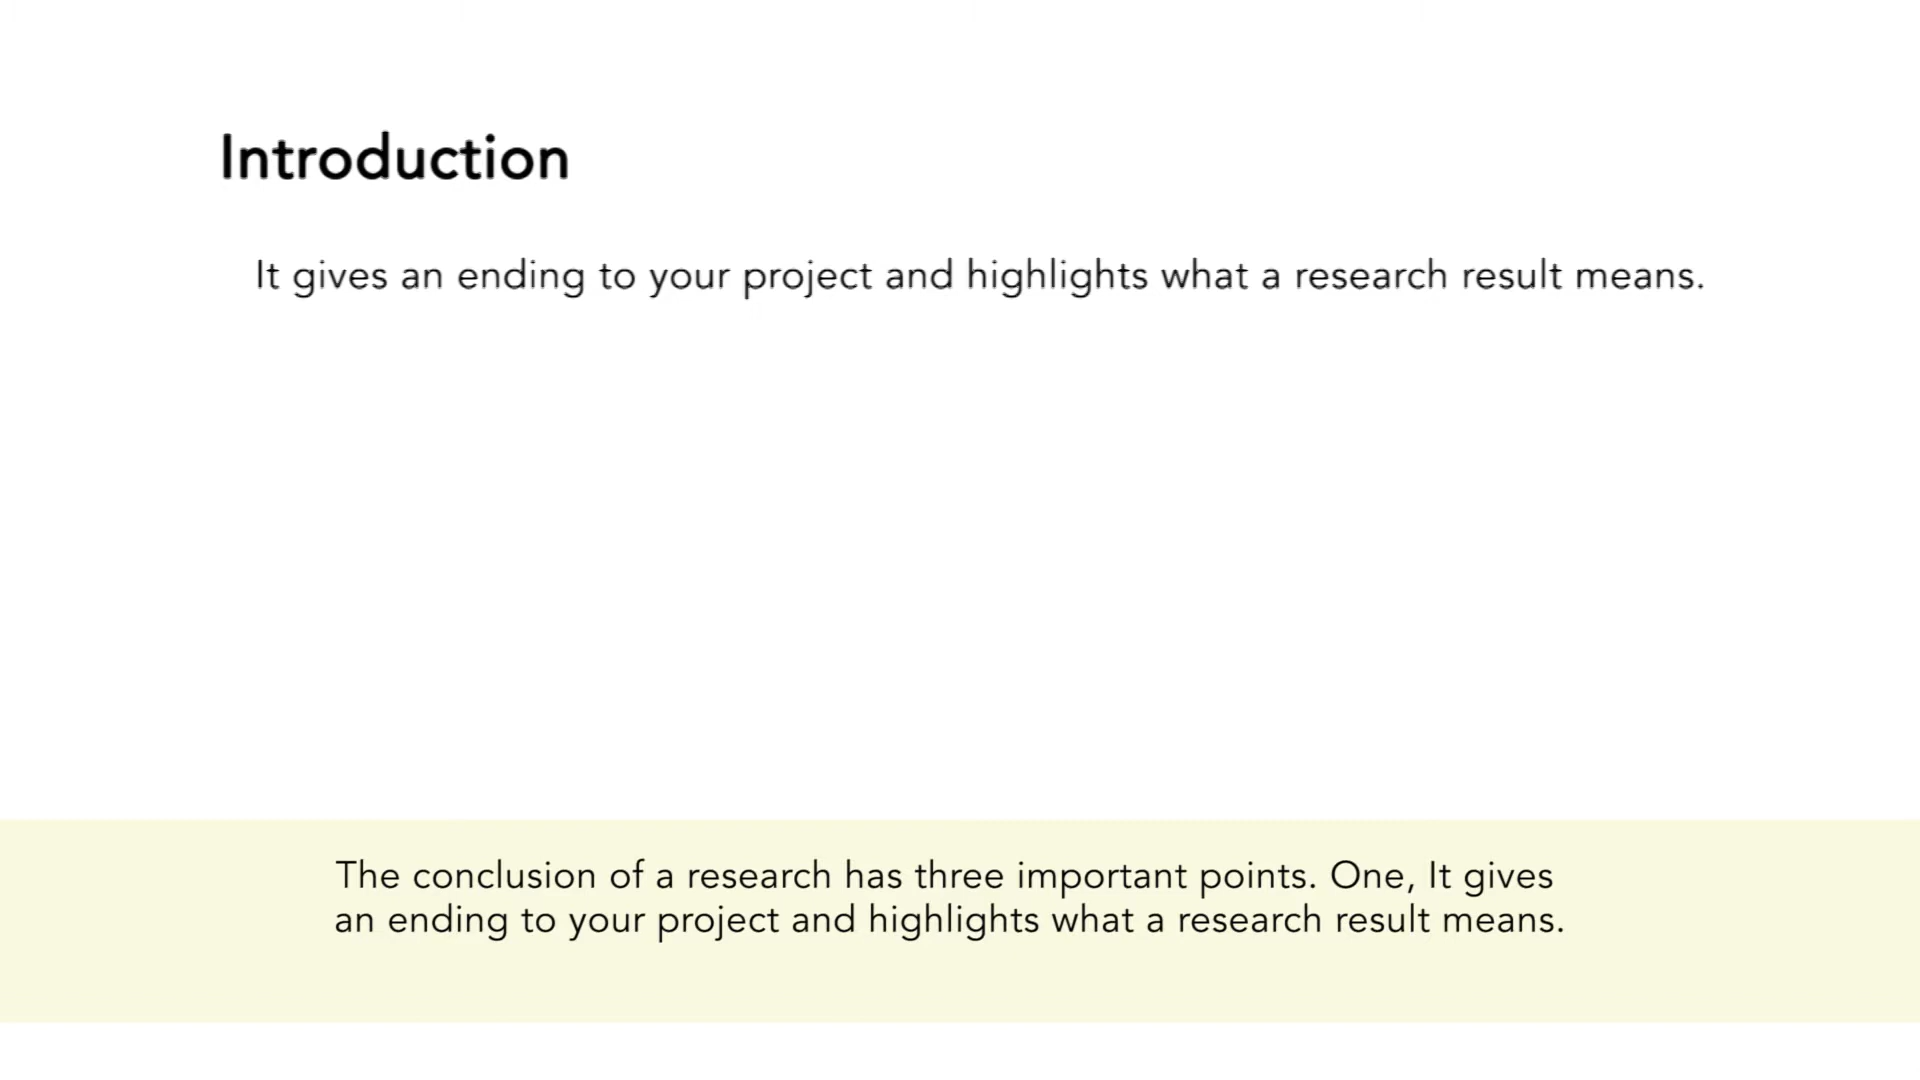 Introduction
It gives an ending to your project and highlights what a research result means.
The conclusion of a research has three important points. One, It gives
an ending to your project and highlights what a research result means.